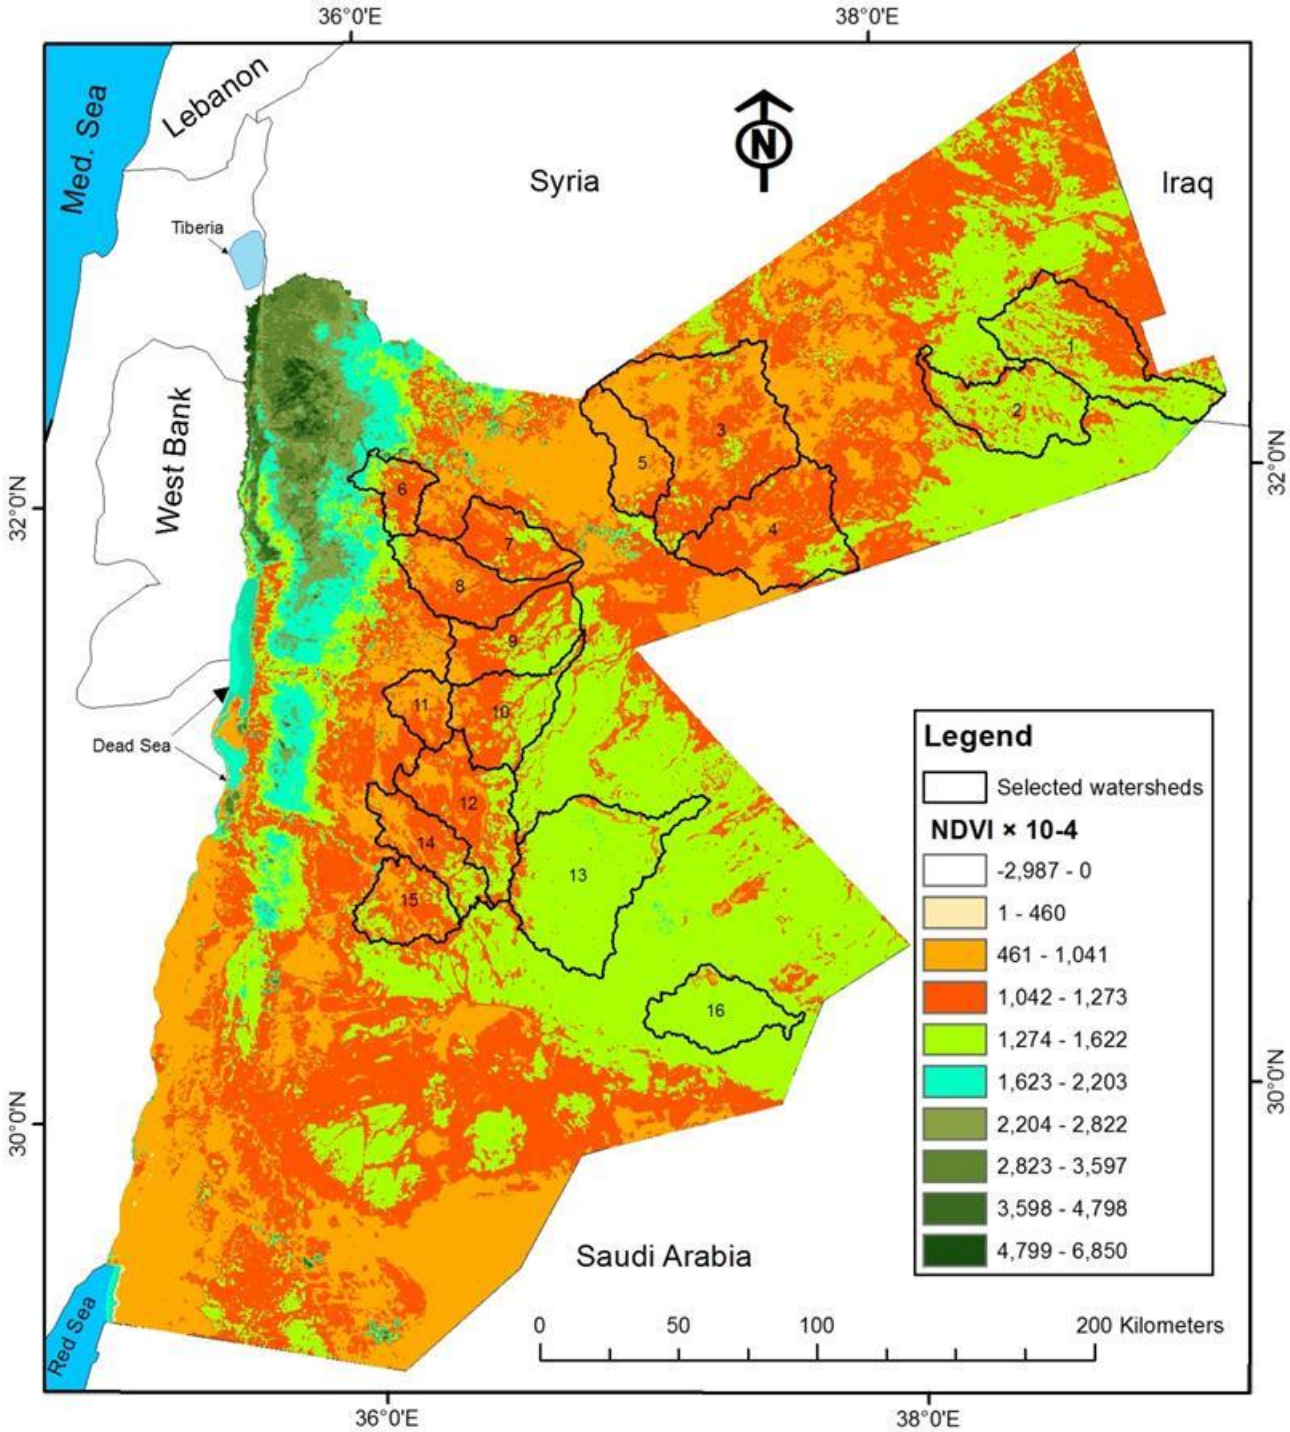 36°0'E
38°0'E
Lebanon
Med. Sea
Syria
Iraq
Tiberia
West Bank
32°0'N
32°0'N
1
2
3
5
4
6
7
8
9
11
10
Dead Sea
12
14
13
15
16
Legend
Selected watersheds
NDVI × 10-4
-2,987 - 0
1 - 460
461 - 1,041
1,042 - 1,273
1,274 - 1,622
1,623 - 2,203
2,204 - 2,822
2,823 - 3,597
3,598 - 4,798
4,799 - 6,850
30°0'N
30°0'N
Saudi Arabia
Red Sea
0 50 100 200 Kilometers
36°0'E
38°0'E
N